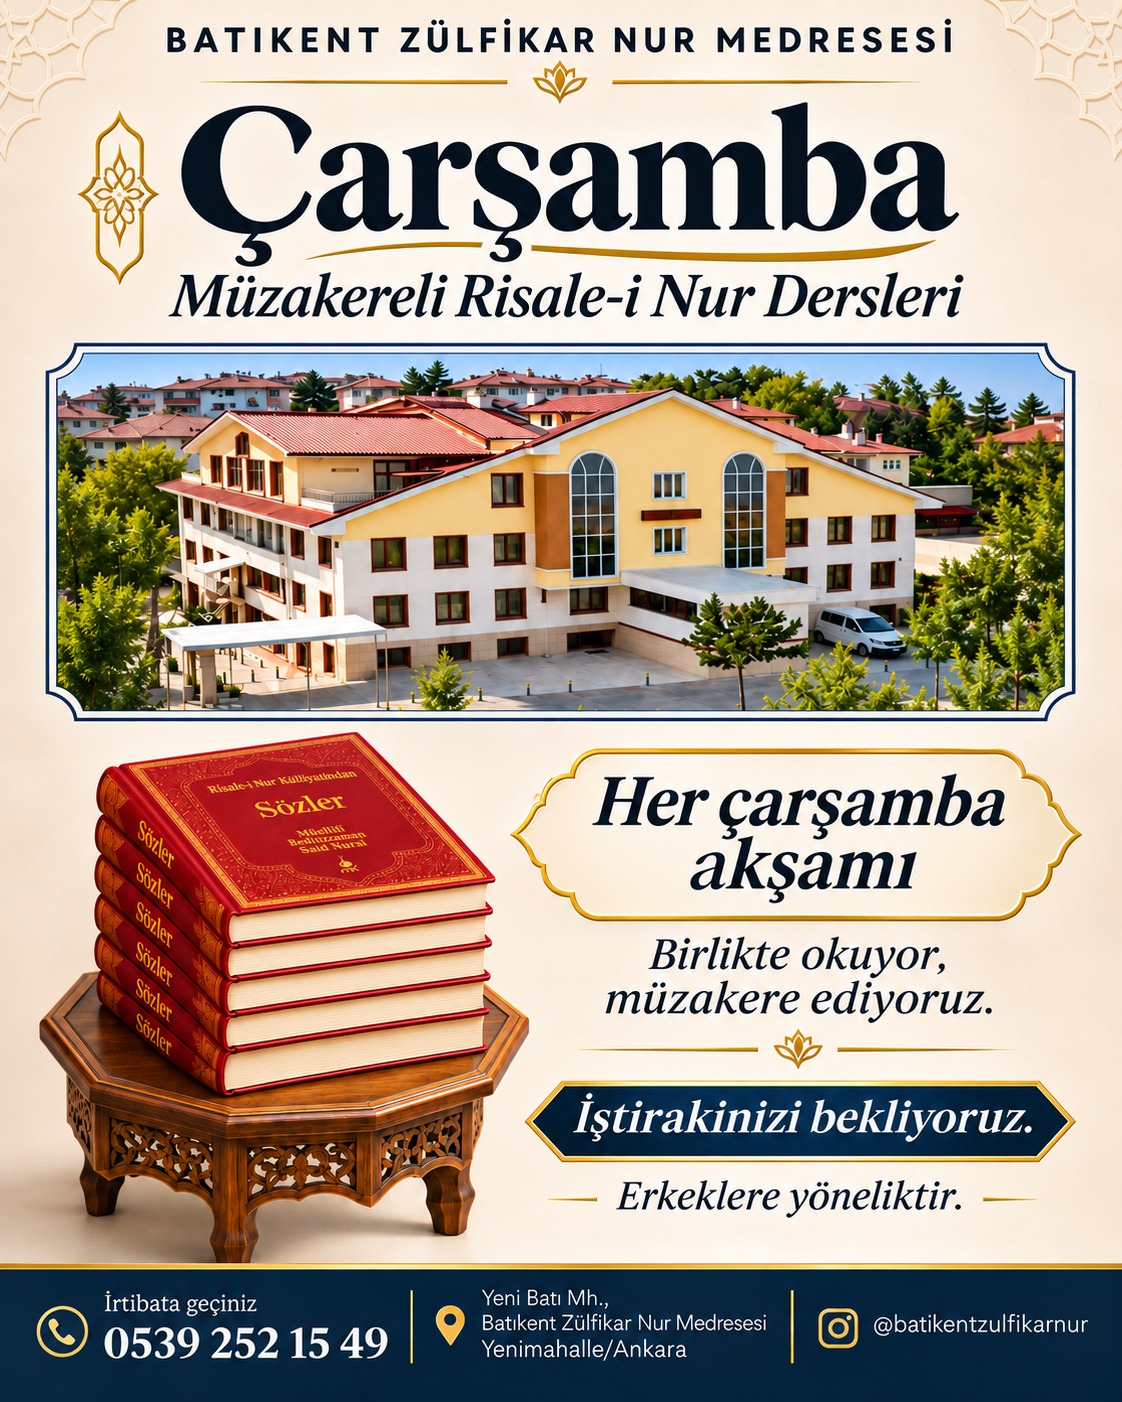 BATIKENT ZÜLFİKAR NUR MEDRESESİ
Çarşamba
Müzakereli Risale-i Nur Dersleri
Risale-i Nur Külliyatından
Sözler
Müellifi
Bediüzzaman
Said Nursi
Sözler
Sözler
Sözler
Sözler
Sözler
Sözler
Her çarşamba
akşamı
Birlikte okuyor,
müzakere ediyoruz.
İştirakinizi bekliyoruz.
Erkeklere yöneliktir.
İrtibata geçiniz
0539 252 15 49
Yeni Batı Mh.,
Batıkent Zülfikar Nur Medresesi
Yenimahalle/Ankara
@batikentzulfikarnur